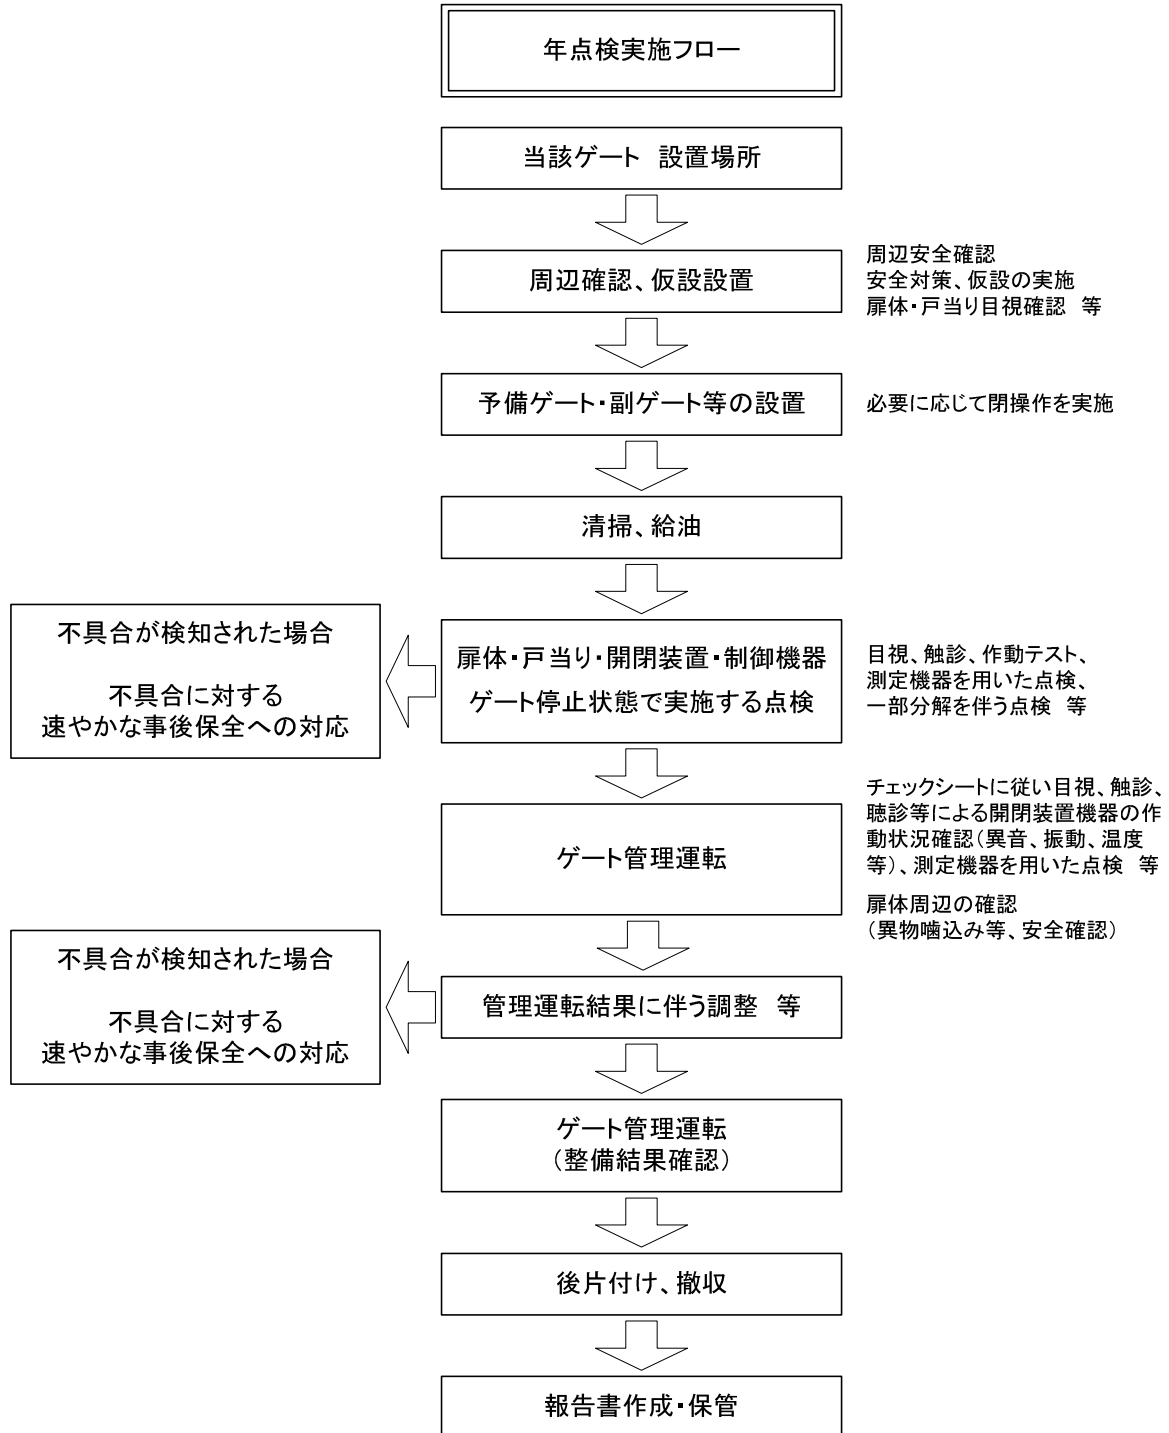 年点検実施フロー
当該ゲート　設置場所
周辺確認、仮設設置
周辺安全確認
安全対策、仮設の実施
扉体・戸当り目視確認　等
予備ゲート・副ゲート等の設置
必要に応じて閉操作を実施
清掃、給油
不具合が検知された場合
不具合に対する
速やかな事後保全への対応
扉体・戸当り・開閉装置・制御機器
ゲート停止状態で実施する点検
目視、触診、作動テスト、
測定機器を用いた点検、
一部分解を伴う点検　等
ゲート管理運転
チェックシートに従い目視、触診、
聴診等による開閉装置機器の作
動状況確認（異音、振動、温度
等）、測定機器を用いた点検　等
扉体周辺の確認
（異物噛込み等、安全確認）
不具合が検知された場合
不具合に対する
速やかな事後保全への対応
管理運転結果に伴う調整　等
ゲート管理運転
（整備結果確認）
後片付け、撤収
報告書作成・保管